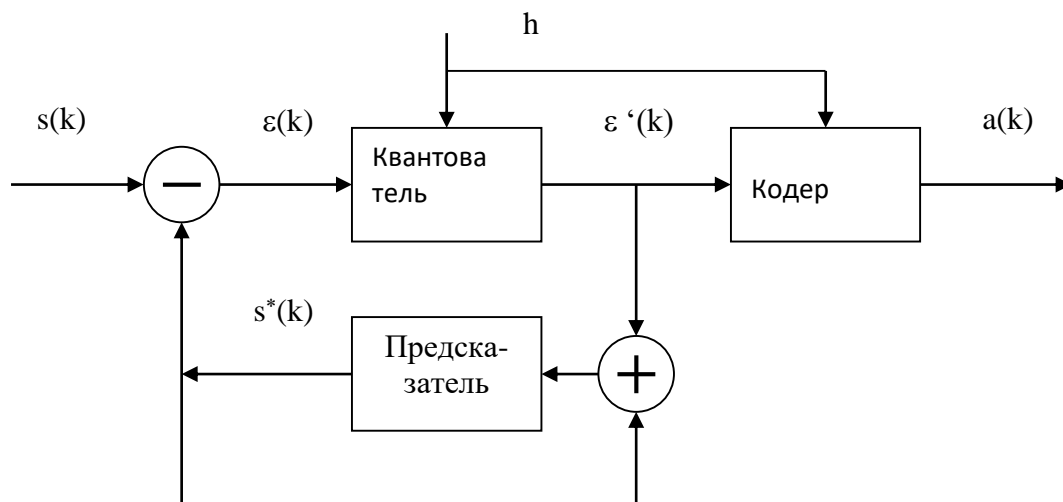 h
s(k)
ε(k)
ε ‘(k)
a(k)
Квантова
тель
Кодер
s*(k)
Предска-
затель